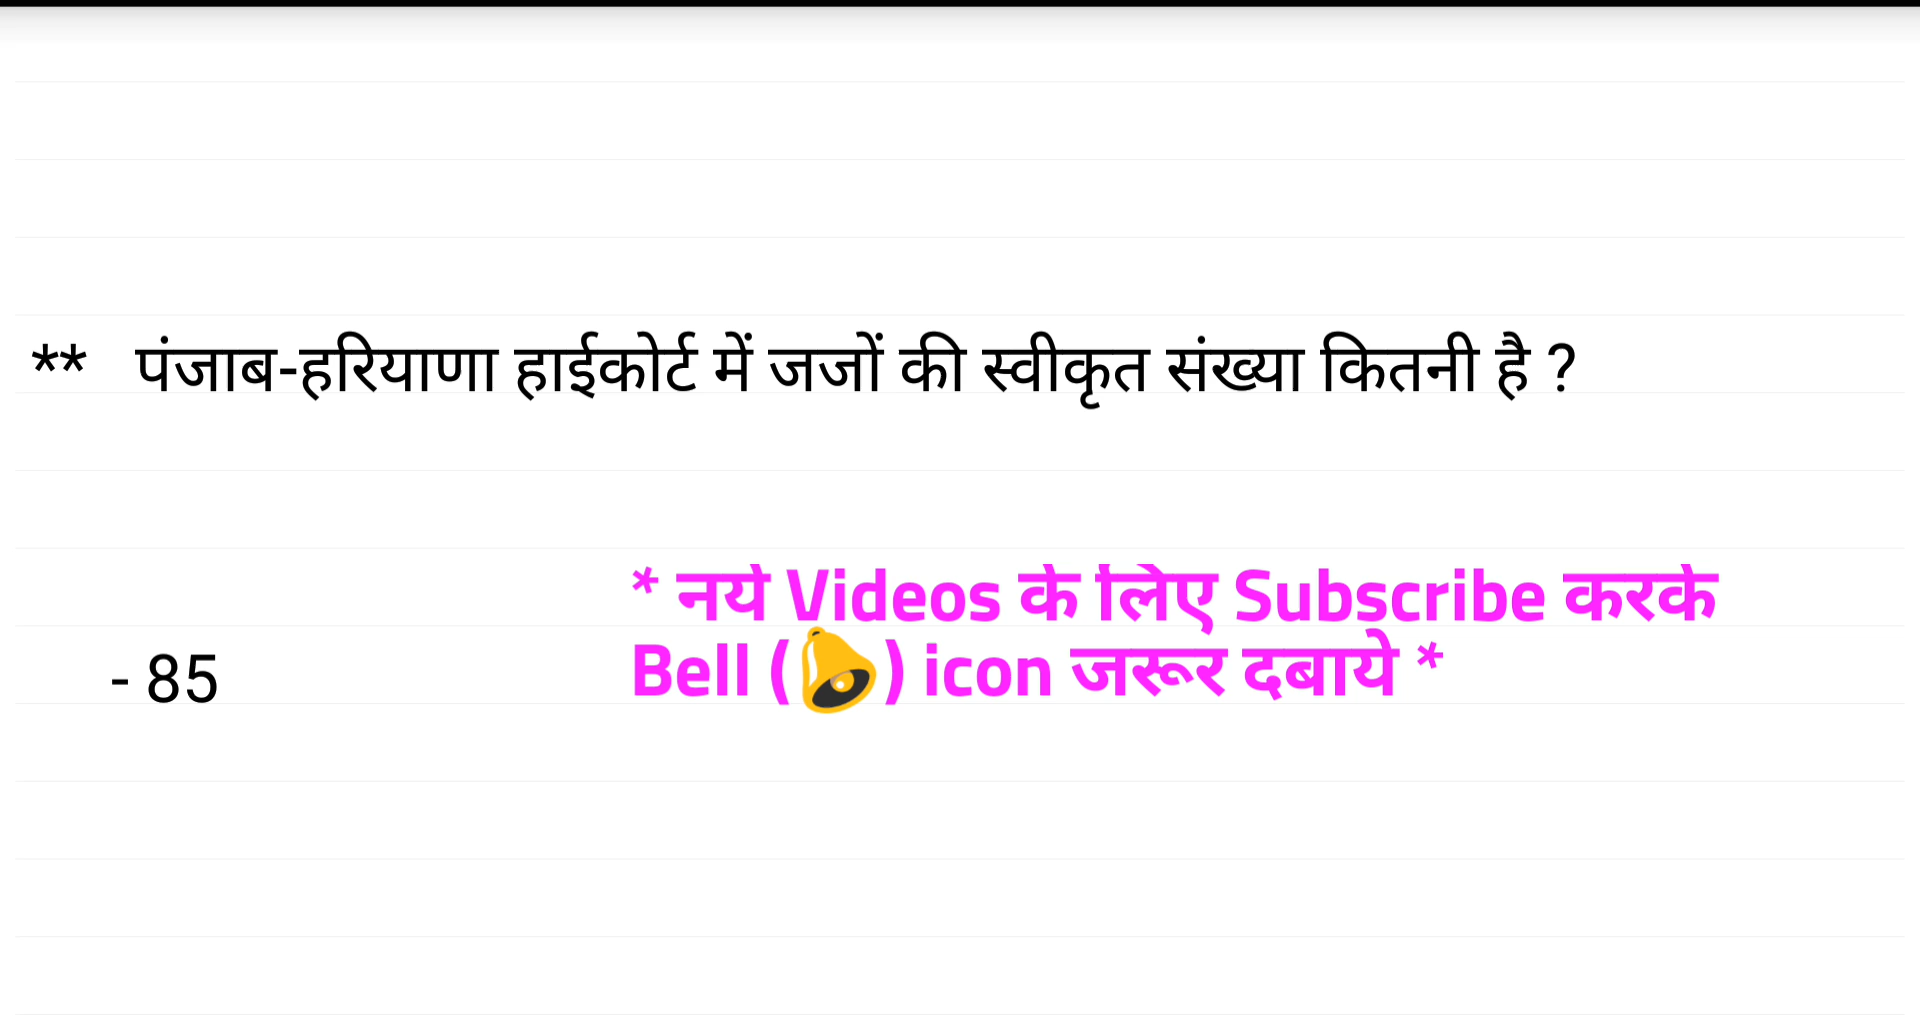 ** पंजाब-हरियाणा हाईकोर्ट में जजों की स्वीकृत संख्या कितनी है ?
* नये Videos के लिए Subscribe करके
Bell (🔔) icon जरूर दबाये *
- 85